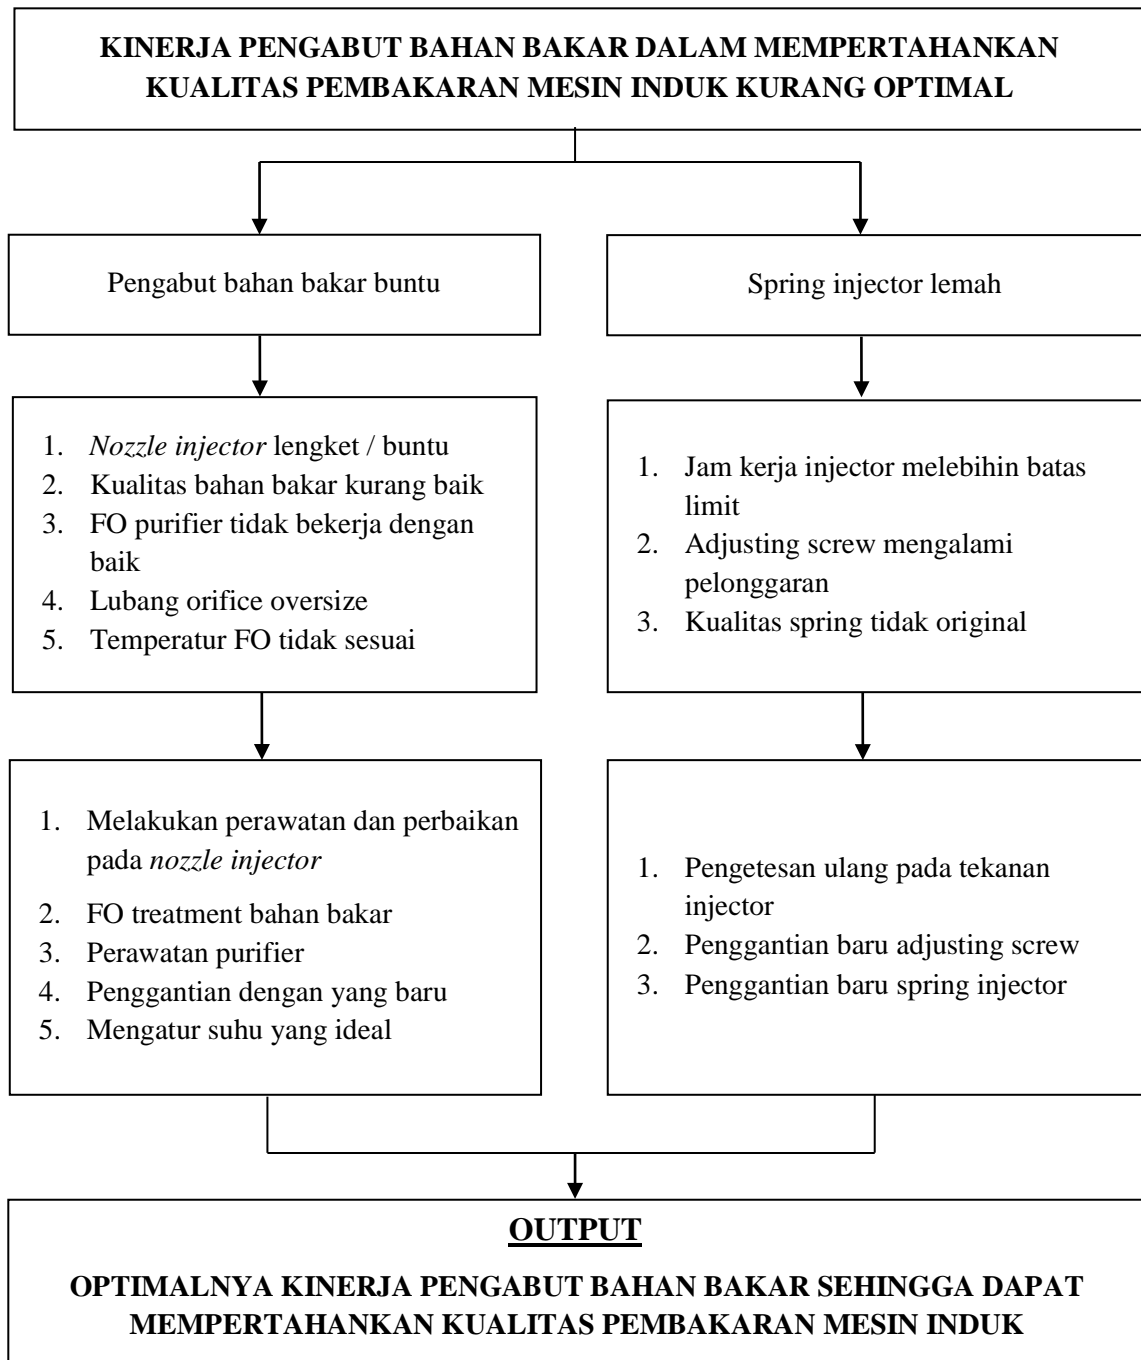 KINERJA PENGABUT BAHAN BAKAR DALAM MEMPERTAHANKAN
KUALITAS PEMBAKARAN MESIN INDUK KURANG OPTIMAL
Pengabut bahan bakar buntu
Spring injector lemah
1. Nozzle injector lengket / buntu
2. Kualitas bahan bakar kurang baik
3. FO purifier tidak bekerja dengan
baik
4. Lubang orifice oversize
5. Temperatur FO tidak sesuai
1. Jam kerja injector melebihin batas
limit
2. Adjusting screw mengalami
pelonggaran
3. Kualitas spring tidak original
1. Melakukan perawatan dan perbaikan
pada nozzle injector
2. FO treatment bahan bakar
3. Perawatan purifier
4. Penggantian dengan yang baru
5. Mengatur suhu yang ideal
1. Pengetesan ulang pada tekanan
injector
2. Penggantian baru adjusting screw
3. Penggantian baru spring injector
OUTPUT
OPTIMALNYA KINERJA PENGABUT BAHAN BAKAR SEHINGGA DAPAT
MEMPERTAHANKAN KUALITAS PEMBAKARAN MESIN INDUK